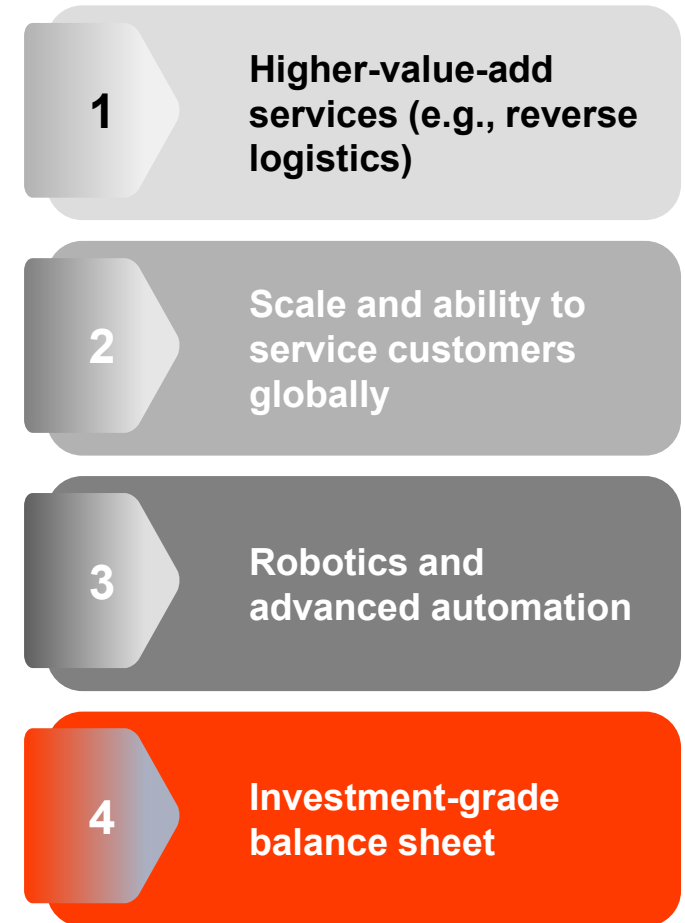 1
Higher-value-add
services (e.g., reverse
logistics)
2
Scale and ability to
service customers
globally
3
Robotics and
advanced automation
4
Investment-grade
balance sheet